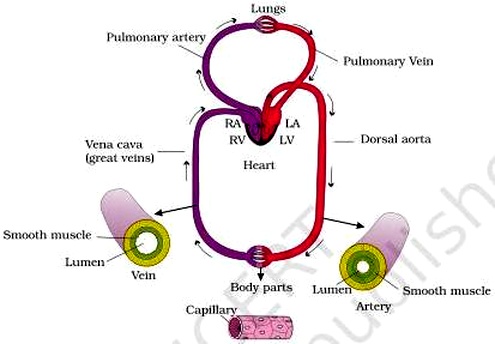 Lungs
Pulmonary artery
Pulmonary Vein
RA LA
RV LV
Heart
Vena cava
(great veins)
Dorsal aorta
Smooth muscle
Lumen
Vein
Body parts
Lumen
Smooth muscle
Artery
Capillary